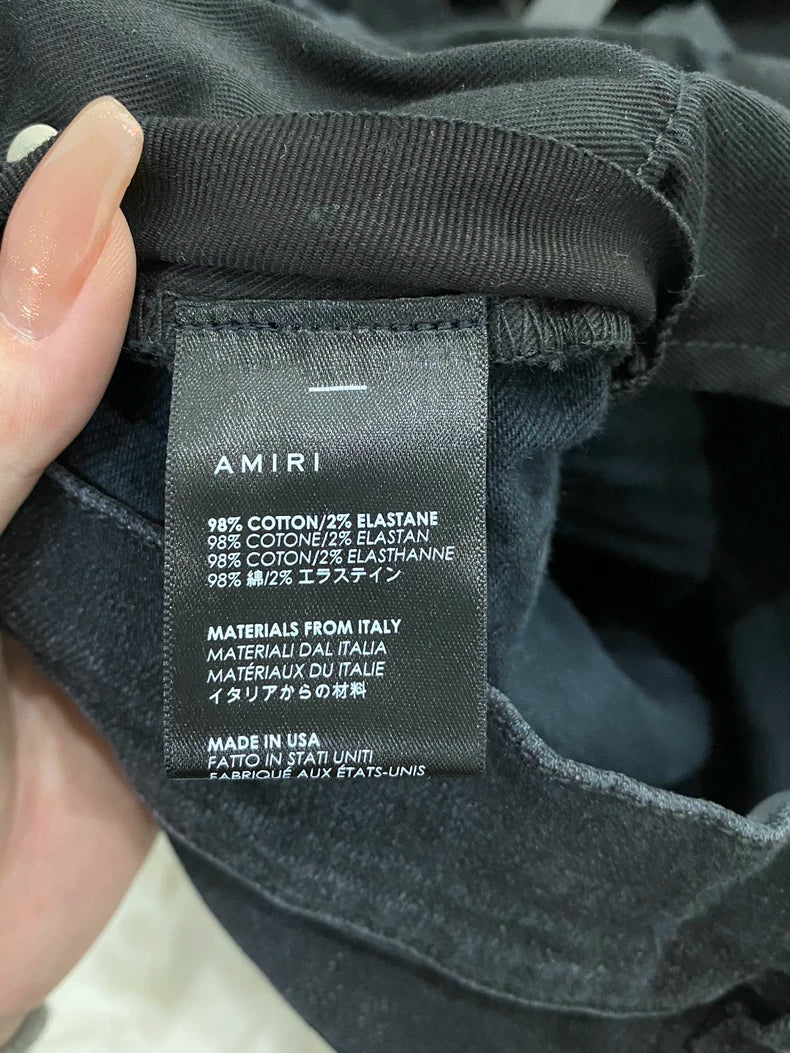 AMIRI
98% COTTON/2% ELASTANE
98% COTONE/2% ELASTAN
98% COTON/2% ELASTHANNE
98% 綿/2% エラステイン
MATERIALS FROM ITALY
MATERIALI DAL ITALIA
MATÉRIAUX DU ITALIE
イタリアからの材料
MADE IN USA
FATTO IN STATI UNITI
FABRIQUÉ AUX ÉTATS-UNIS